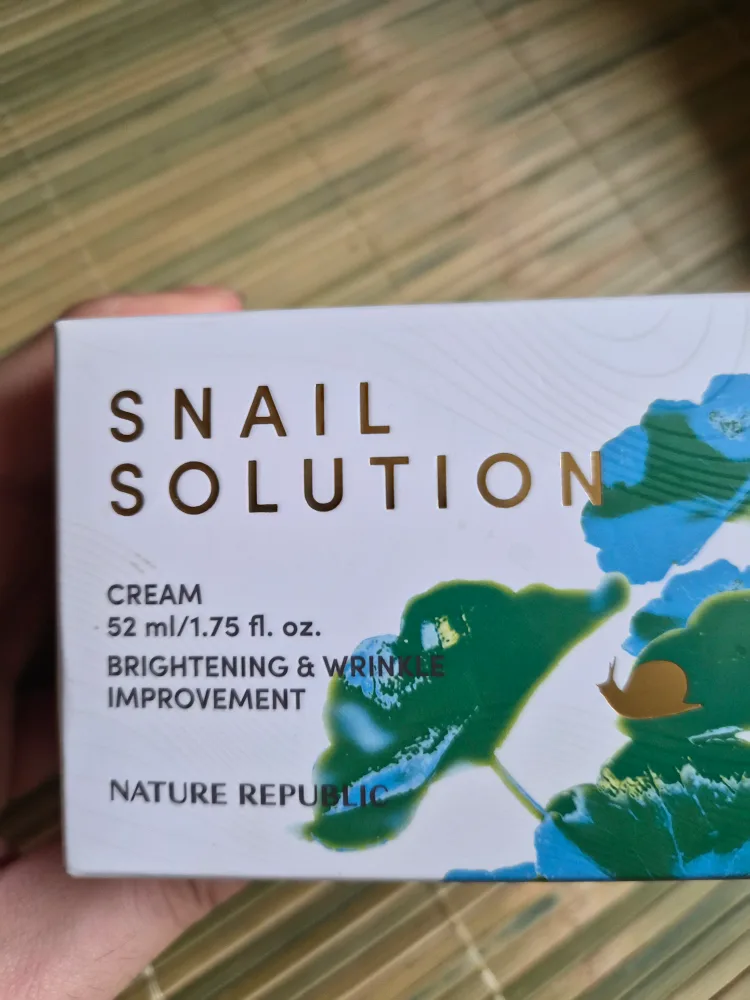 SNAIL
SOLUTION
CREAM
52 ml/1.75 fl. oz.
BRIGHTENING & WRINKLE
IMPROVEMENT
NATURE REPUBLIC